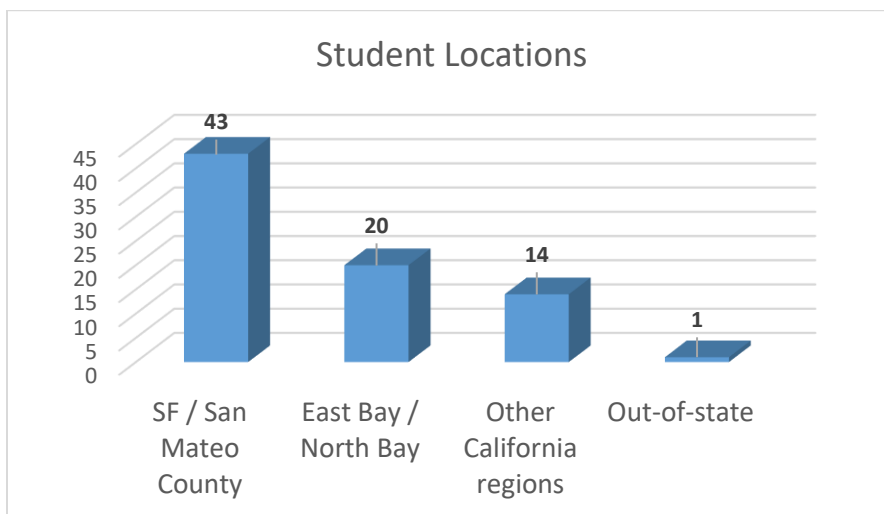 Student Locations
43
20
14
1
45
40
35
30
25
20
15
10
5
0
SF / San
Mateo
County
East Bay /
North Bay
Other
California
regions
Out-of-state